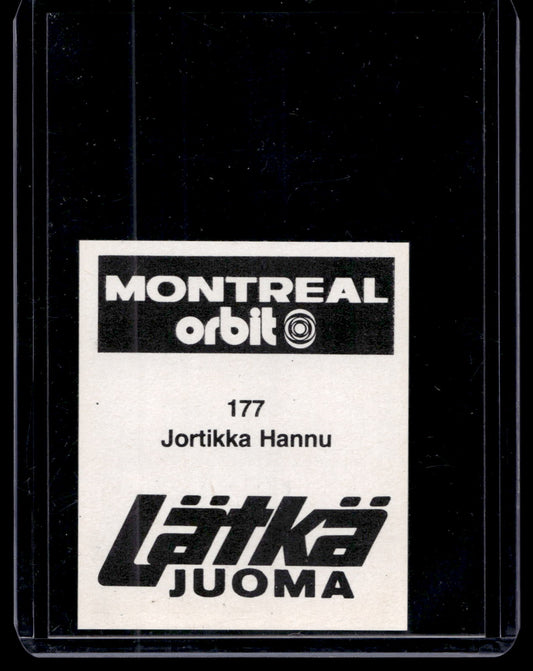 MONTREAL
orbit
177
Jortikka Hannu
Lätkä
JUOMA